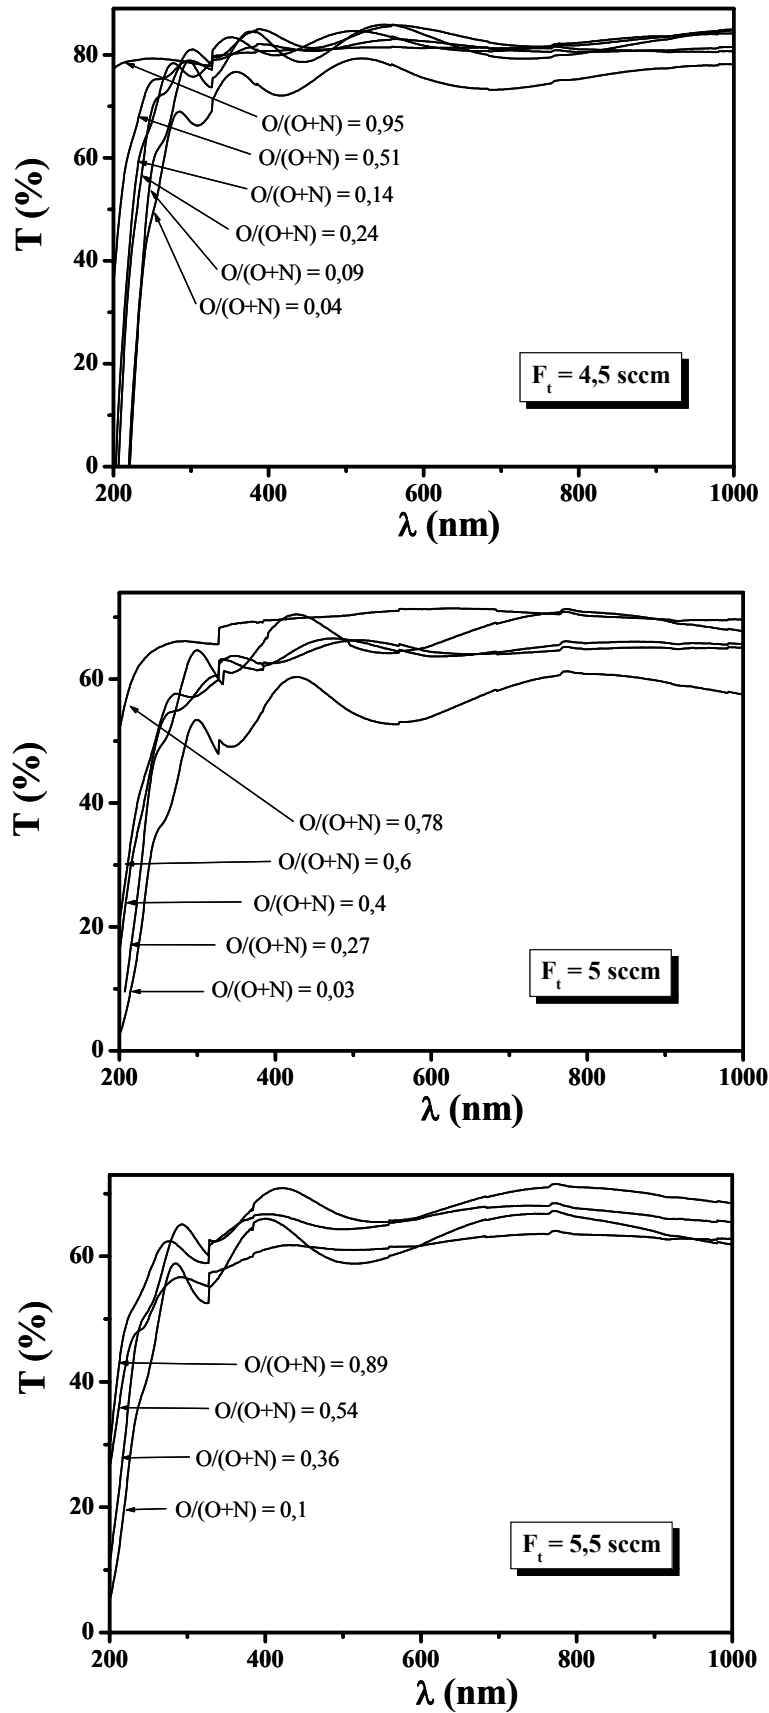 80
60
40
20
0
T (%)
O/(O+N) = 0,95
O/(O+N) = 0,51
O/(O+N) = 0,14
O/(O+N) = 0,24
O/(O+N) = 0,09
O/(O+N) = 0,04
Ft = 4,5 sccm
200 400 600 800 1000
λ (nm)
60
40
20
0
T (%)
O/(O+N) = 0,78
O/(O+N) = 0,6
O/(O+N) = 0,4
O/(O+N) = 0,27
O/(O+N) = 0,03
Ft = 5 sccm
200 400 600 800 1000
λ (nm)
60
40
20
0
T (%)
O/(O+N) = 0,89
O/(O+N) = 0,54
O/(O+N) = 0,36
O/(O+N) = 0,1
Ft = 5,5 sccm
200 400 600 800 1000
λ (nm)